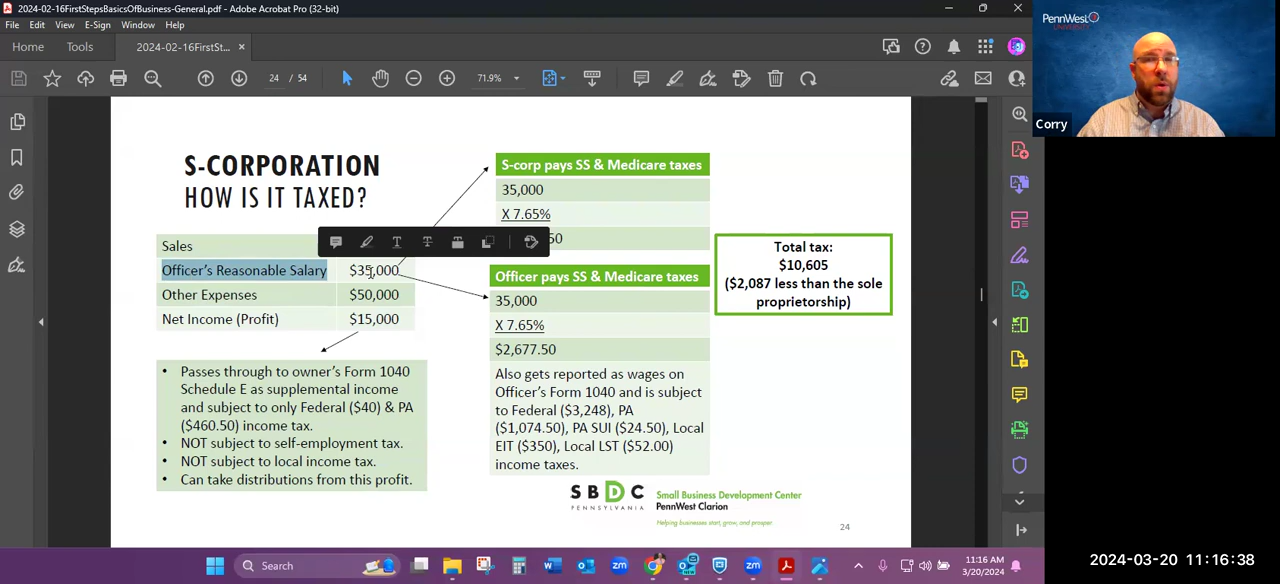 2024-02-16FirstStepsBasicsOfBusiness-General.pdf - Adobe Acrobat Pro (32-bit)
File Edit View E-Sign Window Help
Home Tools 2024-02-16FirstSt... ×
24 / 54 71.9%
PennWest
UNIVERSITY
Corry
S-CORPORATION
HOW IS IT TAXED?
Sales
Officer's Reasonable Salary $35,000
Other Expenses $50,000
Net Income (Profit) $15,000
• Passes through to owner's Form 1040
Schedule E as supplemental income
and subject to only Federal ($40) & PA
($460.50) income tax.
• NOT subject to self-employment tax.
• NOT subject to local income tax.
• Can take distributions from this profit.
S-corp pays SS & Medicare taxes
35,000
X 7.65%
50
Officer pays SS & Medicare taxes
35,000
X 7.65%
$2,677.50
Also gets reported as wages on
Officer's Form 1040 and is subject
to Federal ($3,248), PA
($1,074.50), PA SUI ($24.50), Local
EIT ($350), Local LST ($52.00)
income taxes.
Total tax:
$10,605
($2,087 less than the sole
proprietorship)
SBDC
PENNSYLVANIA
Small Business Development Center
PennWest Clarion
Helping businesses start, grow, and prosper.
24
Search
11:16 AM
3/20/2024
2024-03-20 11:16:38